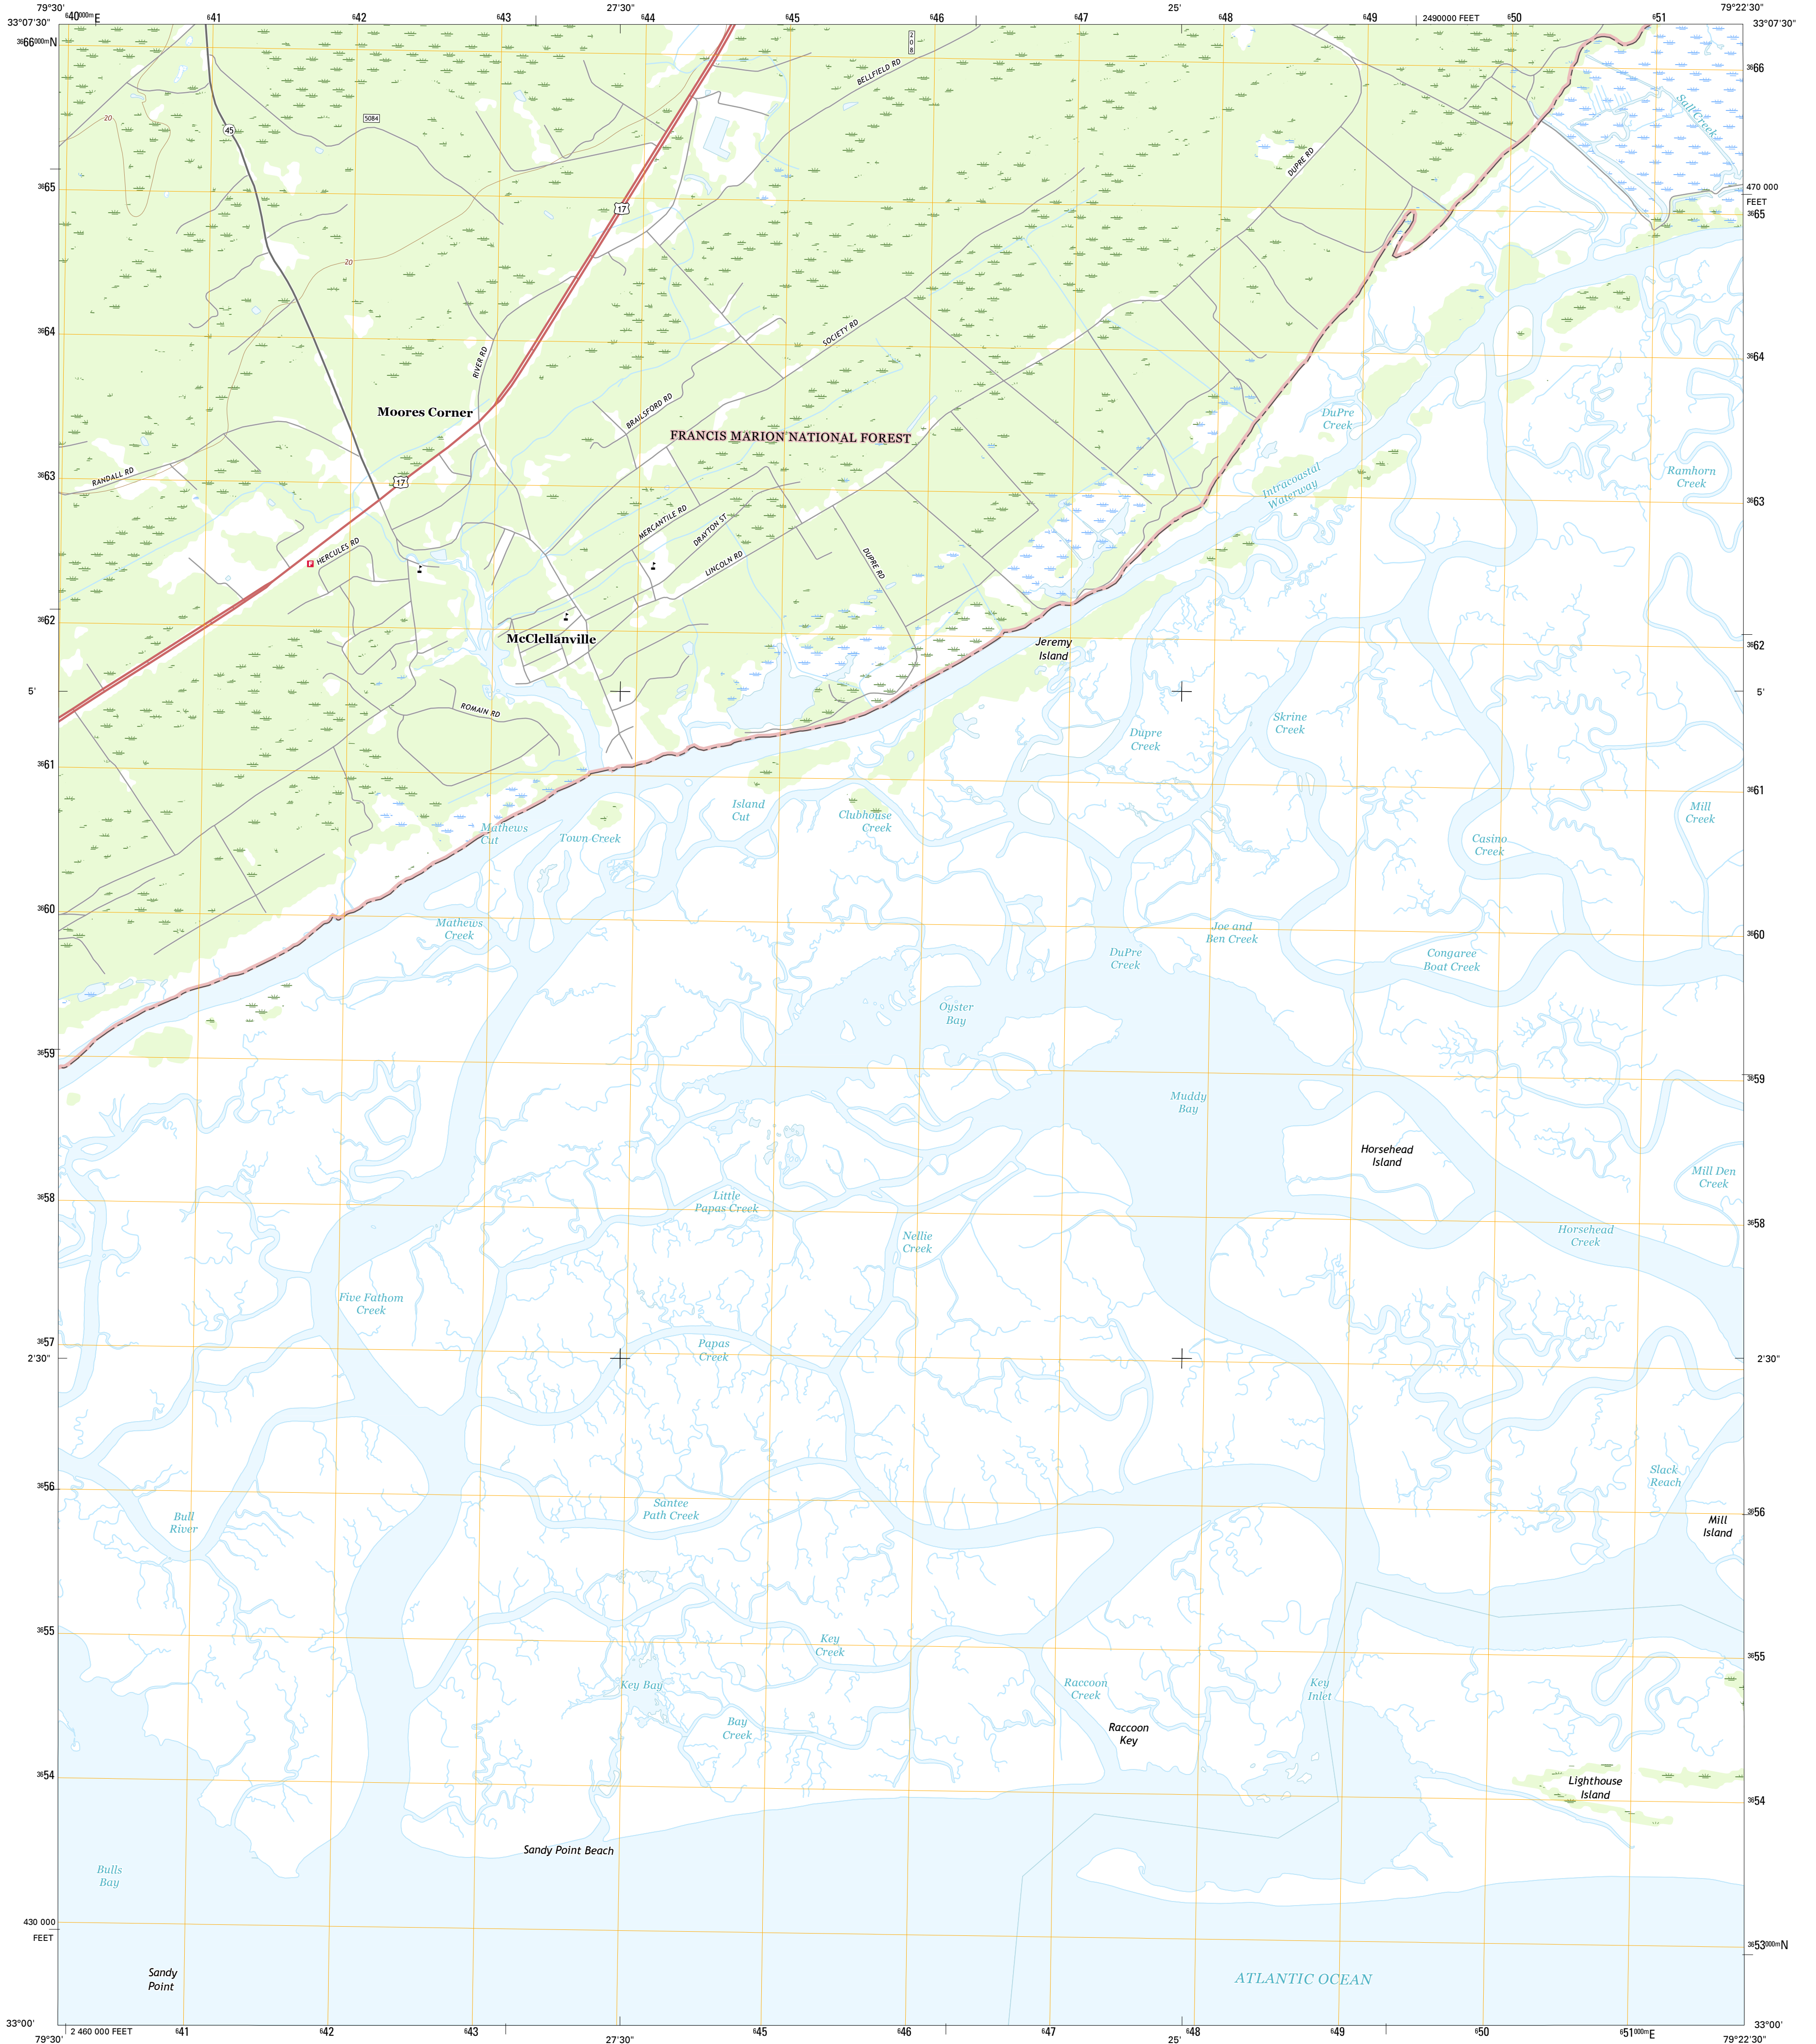 79°30'
⁶40⁰⁰⁰ᵐE
⁶41
⁶42
⁶43
27'30"
⁶44
⁶45
⁶46
⁶47
25'
⁶48
⁶49
2490000 FEET
⁶50
⁶51
79°22'30"
33°07'30"
33°07'30"
³⁶66⁰⁰⁰ᵐN
³⁶66
208
BELLFIELD RD
Salt Creek
20
5084
45
DUPRE RD
³⁶65
470 000
FEET
³⁶65
17
20
³⁶64
³⁶64
SOCIETY RD
RIVER RD
BRAILSFORD RD
Moores Corner
DuPre
Creek
FRANCIS MARION NATIONAL FOREST
RANDALL RD
³⁶63
17
Intracoastal
Waterway
Ramhorn
Creek
³⁶63
MERCANTILE RD
DRAYTON ST
LINCOLN RD
DUPRE RD
HERCULES RD
F
³⁶62
McClellanville
Jeremy
Island
³⁶62
5'
5'
ROMAIN RD
Skrine
Creek
Dupre
Creek
³⁶61
³⁶61
Island
Cut
Clubhouse
Creek
Mill
Creek
Mathews
Cut
Town Creek
Casino
Creek
³⁶60
³⁶60
Mathews
Creek
Joe and
Ben Creek
DuPre
Creek
Congaree
Boat Creek
Oyster
Bay
³⁶59
³⁶59
Muddy
Bay
Horsehead
Island
Mill Den
Creek
³⁶58
³⁶58
Little
Papas Creek
Nellie
Creek
Horsehead
Creek
Five Fathom
Creek
³⁶57
Papas
Creek
2'30"
2'30"
³⁶56
³⁶56
Slack
Reach
Santee
Path Creek
Bull
River
Mill
Island
³⁶55
³⁶55
Key
Creek
Key Bay
Raccoon
Creek
Key
Inlet
Bay
Creek
Raccoon
Key
³⁶54
³⁶54
Lighthouse
Island
Sandy Point Beach
Bulls
Bay
430 000
FEET
³⁶53⁰⁰⁰ᵐN
Sandy
Point
ATLANTIC OCEAN
33°00'
33°00'
79°30'
2 460 000 FEET
⁶41
⁶42
⁶43
27'30"
⁶45
⁶46
⁶47
25'
⁶48
⁶49
⁶50
⁶51⁰⁰⁰ᵐE
79°22'30"